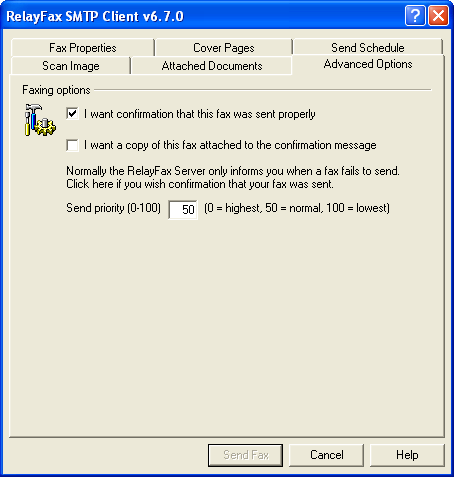 RelayFax SMTP Client v6.7.0
Fax Properties
Cover Pages
Send Schedule
Scan Image
Attached Documents
Advanced Options
Faxing options
I want confirmation that this fax was sent properly
I want a copy of this fax attached to the confirmation message
Normally the RelayFax Server only informs you when a fax fails to send.
Click here if you wish confirmation that your fax was sent.
Send priority (0-100) 50 (0 = highest, 50 = normal, 100 = lowest)
Send Fax
Cancel
Help